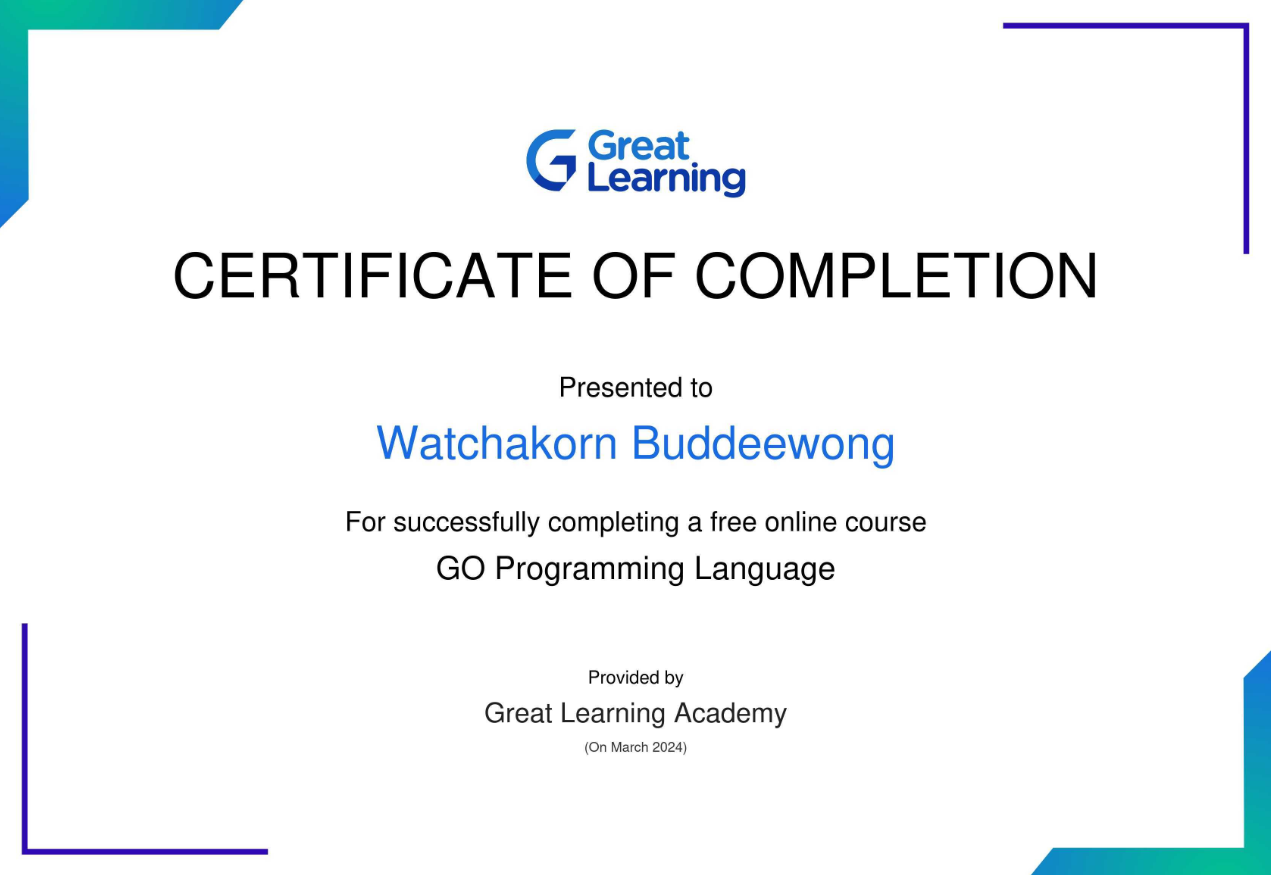 Great
Learning
CERTIFICATE OF COMPLETION
Presented to
Watchakorn Buddeewong
For successfully completing a free online course
GO Programming Language
Provided by
Great Learning Academy
(On March 2024)